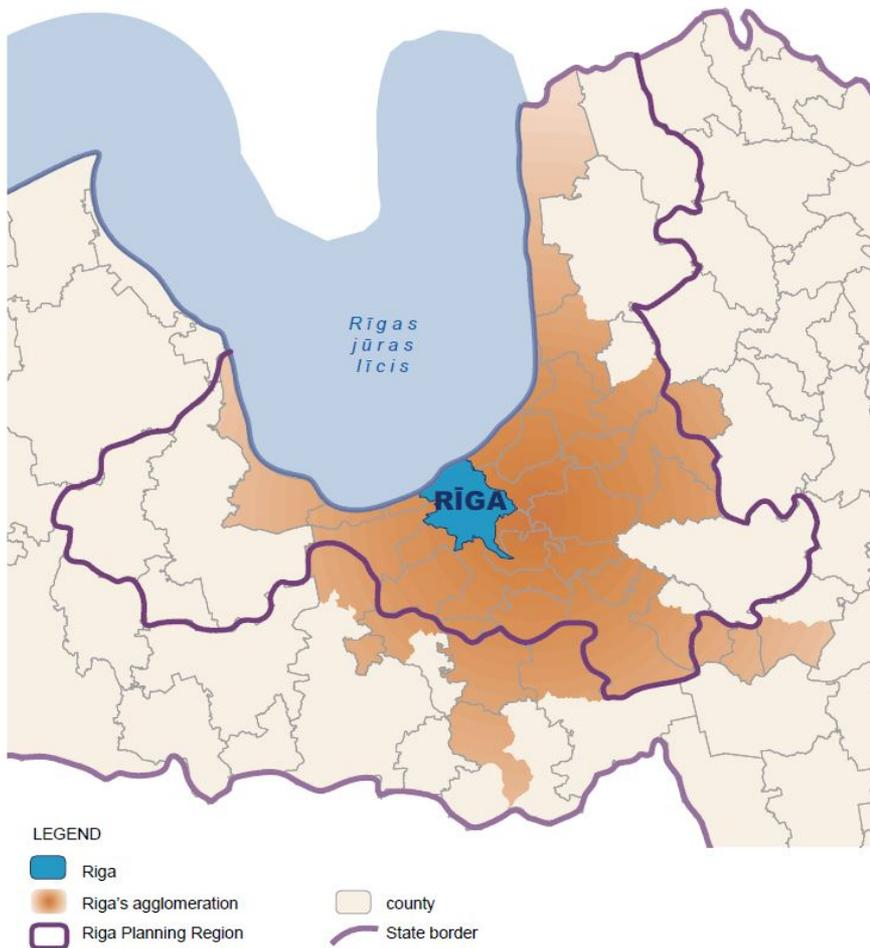 Rīgas
jūras
līcis
RĪGA
LEGEND
Riga
Riga's agglomeration
county
Riga Planning Region
State border